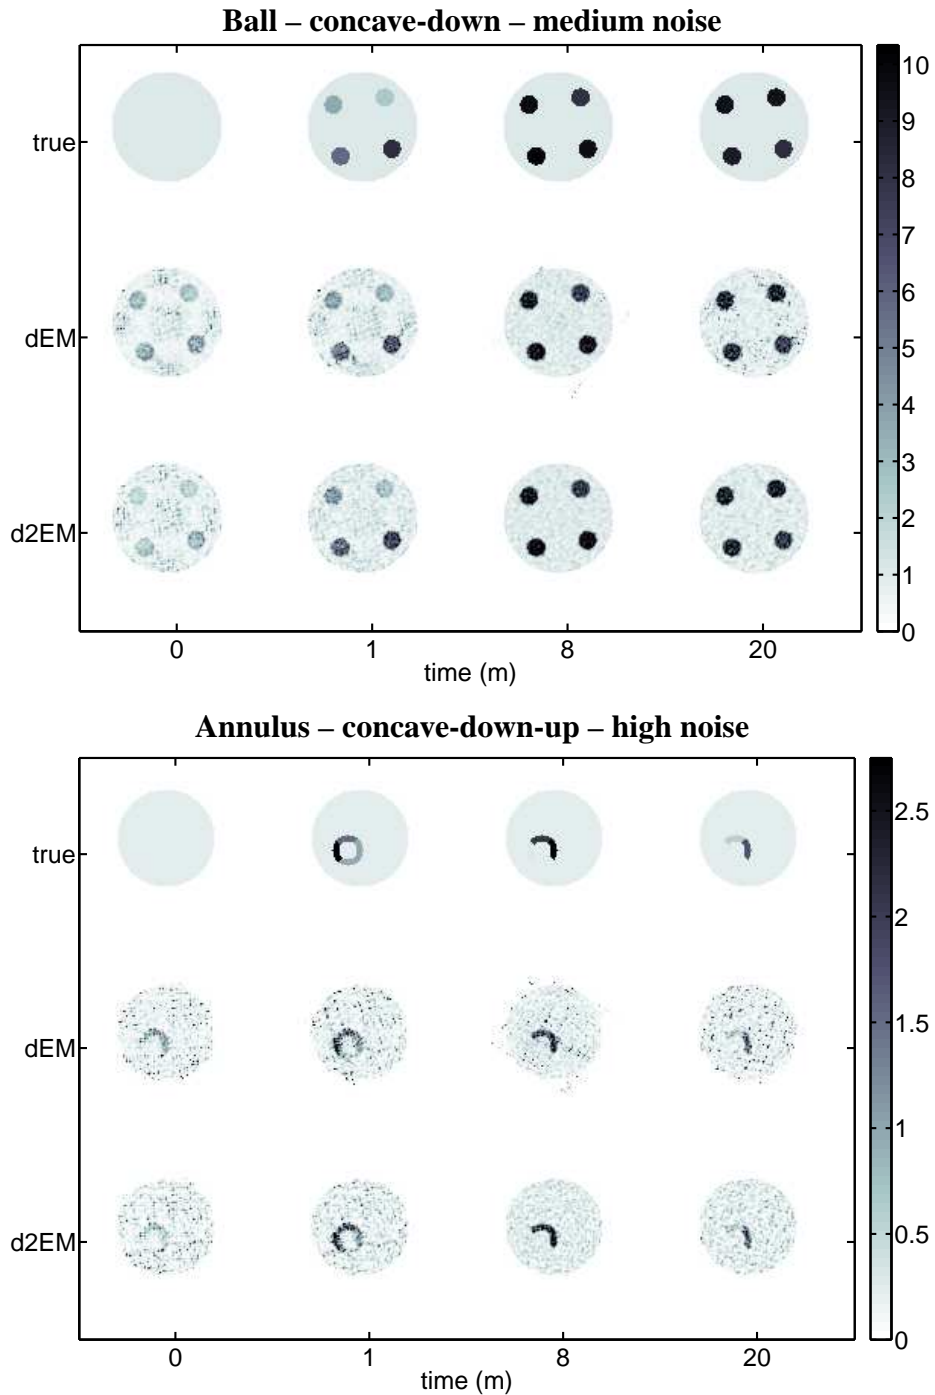 Ball – concave-down – medium noise
true
dEM
d2EM
0 1 8 20
time (m)
10
9
8
7
6
5
4
3
2
1
0
Annulus – concave-down-up – high noise
true
dEM
d2EM
0 1 8 20
time (m)
2.5
2
1.5
1
0.5
0